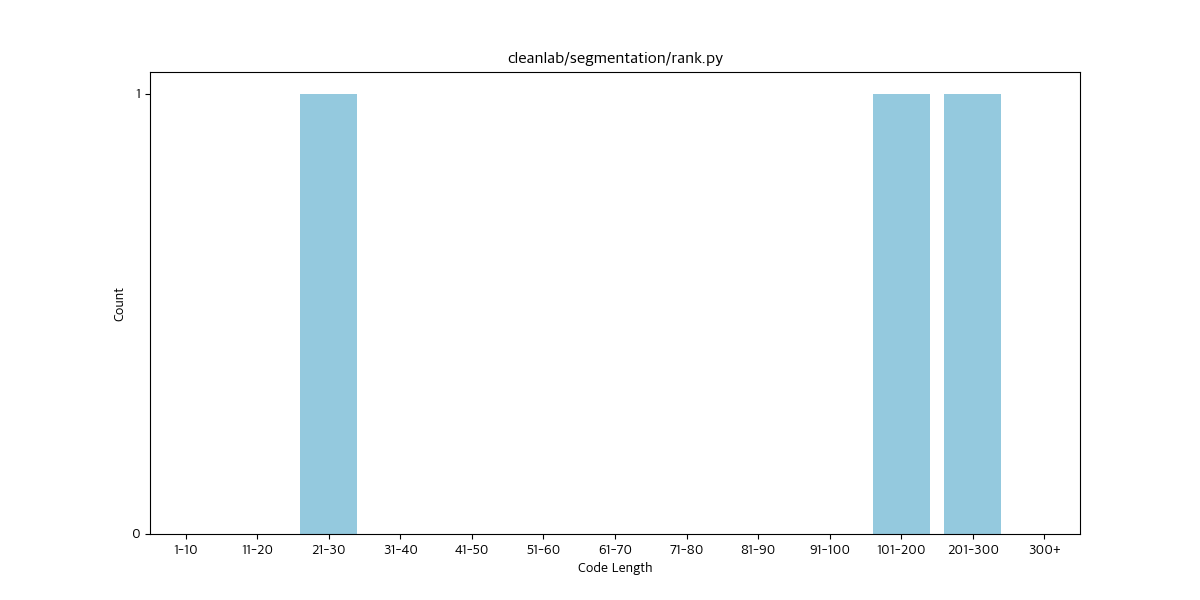 cleanlab/segmentation/rank.py
1
Count
0
1-10 11-20 21-30 31-40 41-50 51-60 61-70 71-80 81-90 91-100 101-200 201-300 300+
Code Length